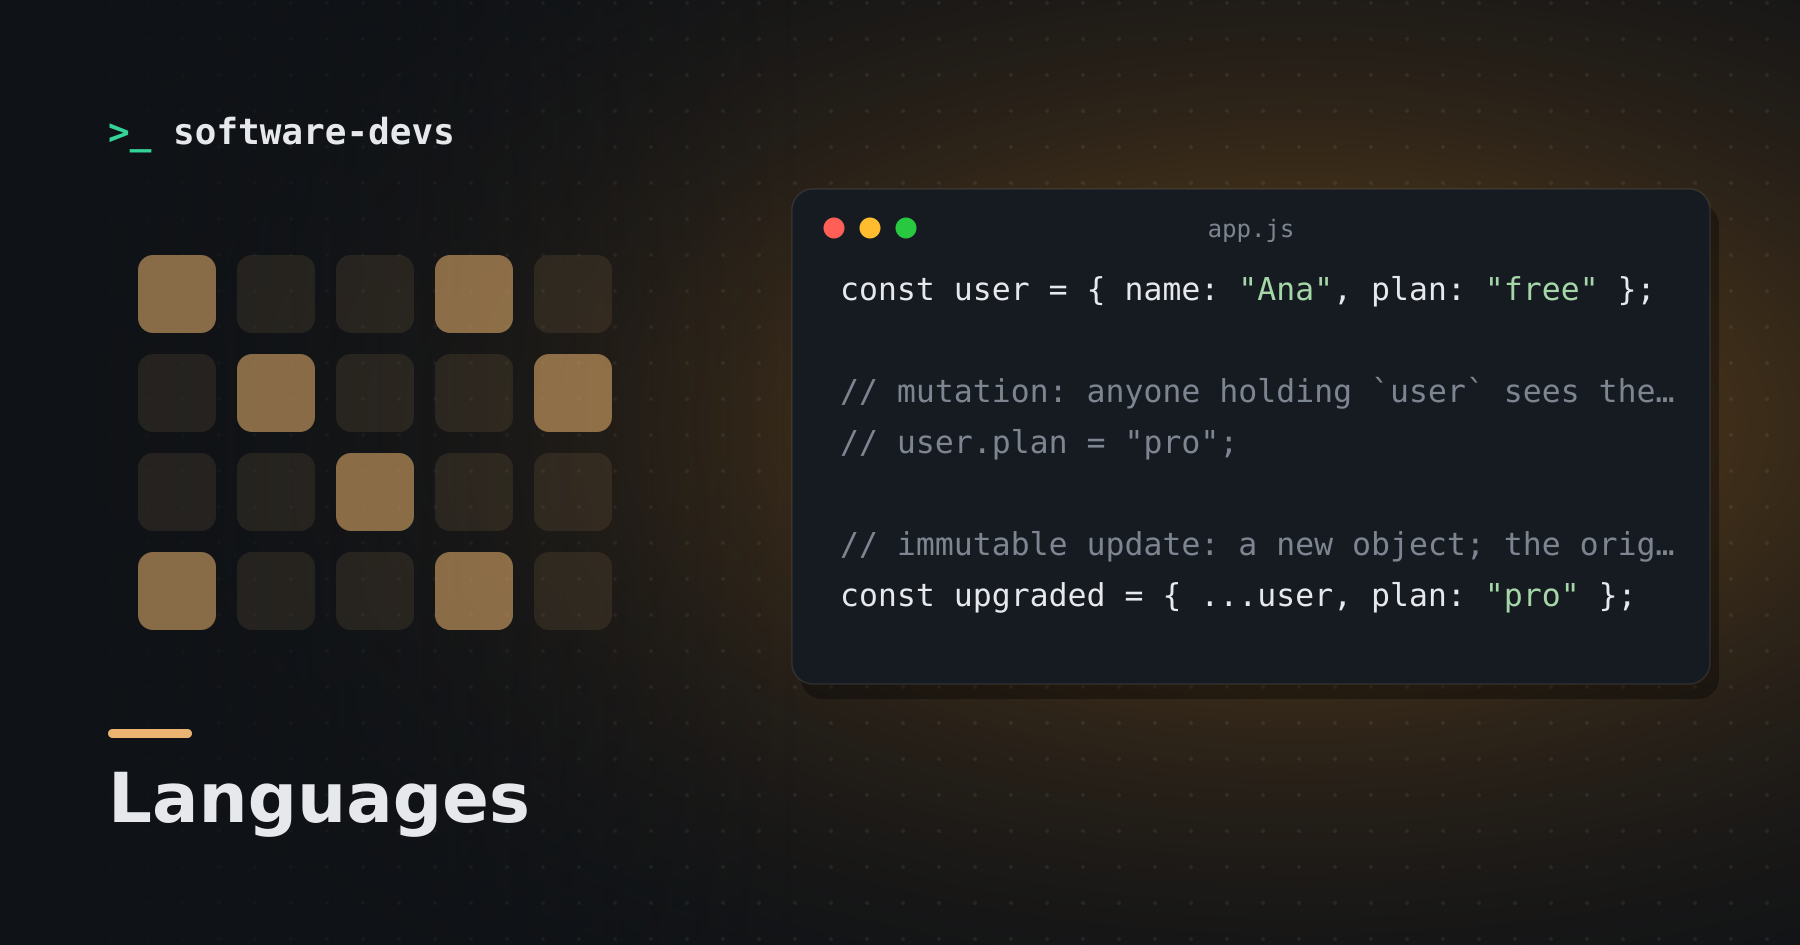 >_ software-devs
app.js
const user = { name: "Ana", plan: "free" };
// mutation: anyone holding `user` sees the…
// user.plan = "pro";
// immutable update: a new object; the orig…
const upgraded = { ...user, plan: "pro" };
Languages